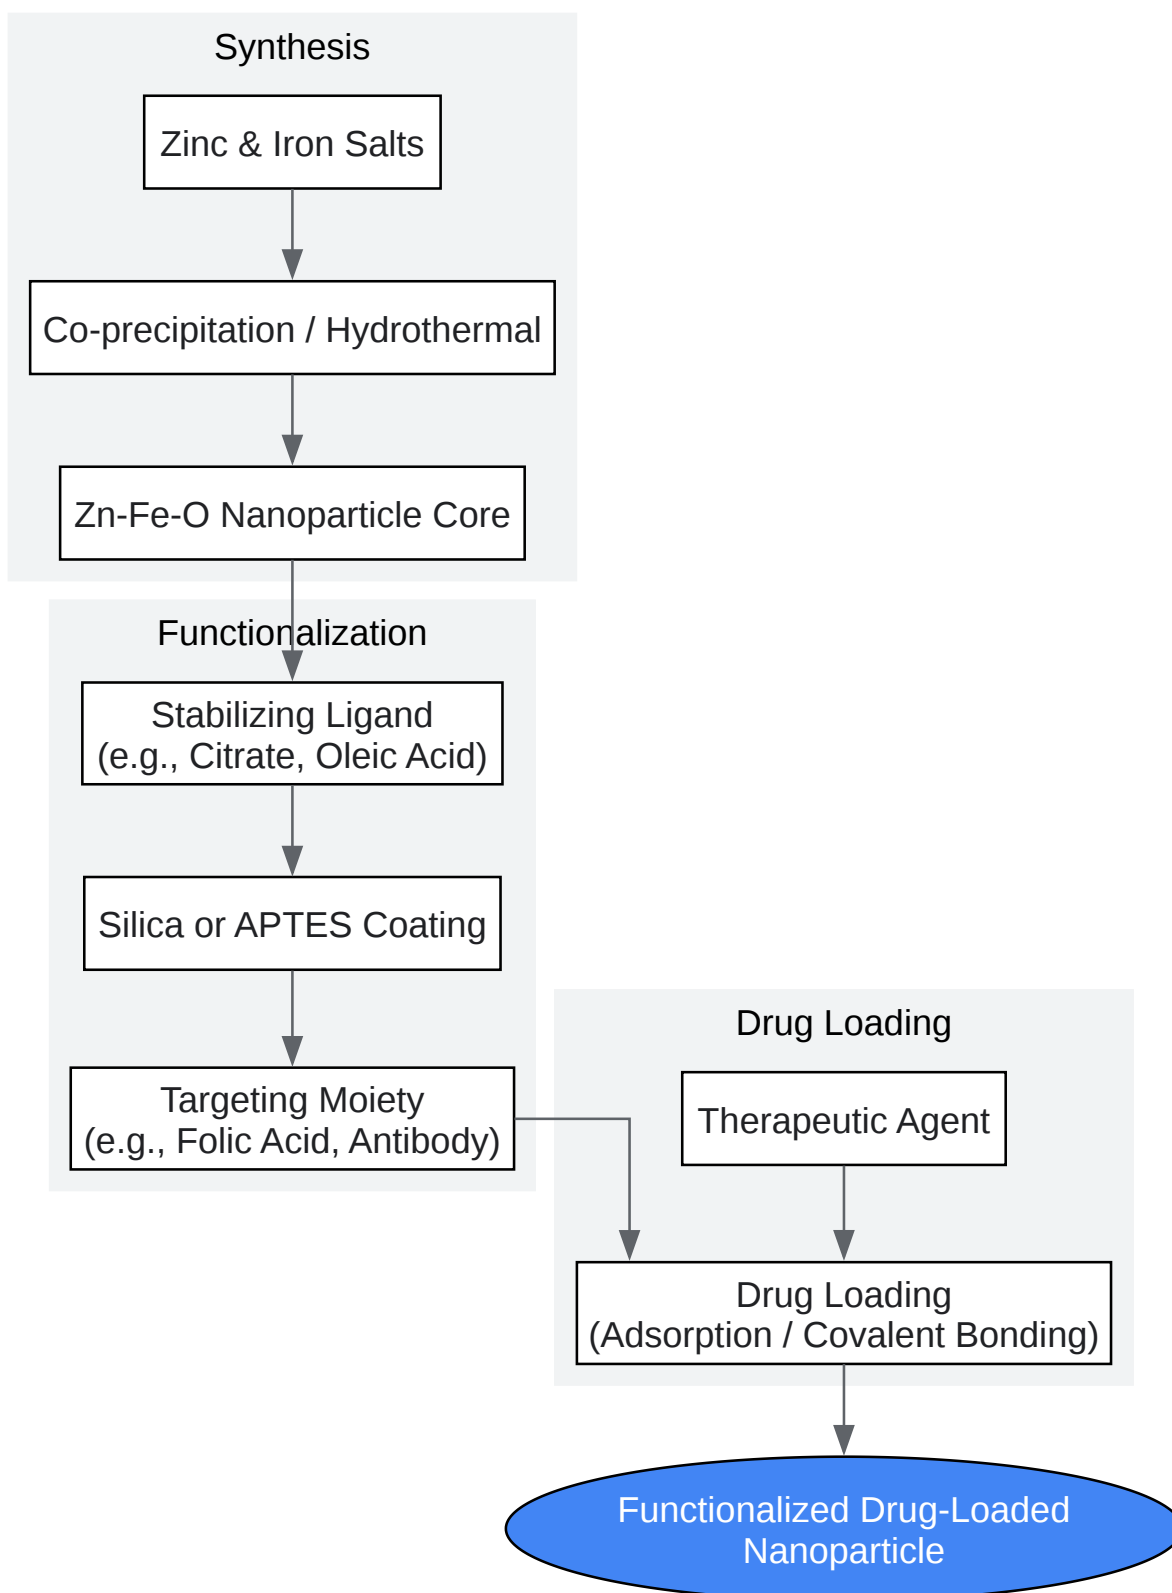 Synthesis
Zinc & Iron Salts
Co-precipitation / Hydrothermal
Zn-Fe-O Nanoparticle Core
Functionalization
Stabilizing Ligand
(e.g., Citrate, Oleic Acid)
Silica or APTES Coating
Targeting Moiety
(e.g., Folic Acid, Antibody)
Drug Loading
Therapeutic Agent
Drug Loading
(Adsorption / Covalent Bonding)
Functionalized Drug-Loaded
Nanoparticle